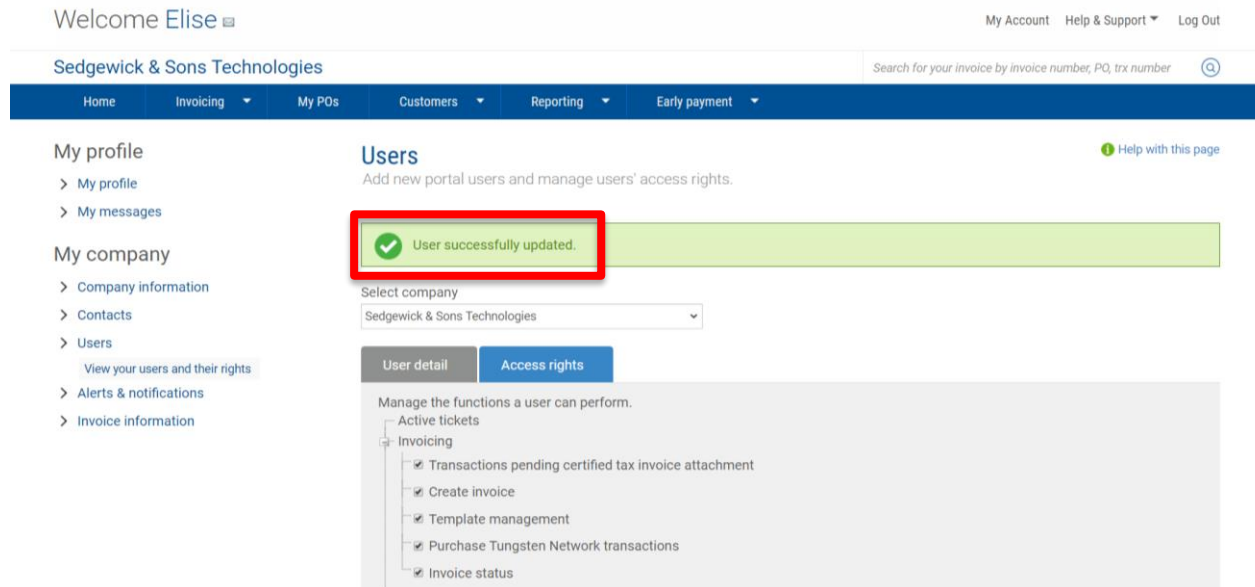 Welcome Elise
My Account Help & Support Log Out
Sedgewick & Sons Technologies
Search for your invoice by invoice number, PO, trx number
Home Invoicing My POs Customers Reporting Early payment
My profile
My profile
My messages
My company
Company information
Contacts
Users
View your users and their rights
Alerts & notifications
Invoice information
Users
Help with this page
Add new portal users and manage users' access rights.
User successfully updated.
Select company
Sedgewick & Sons Technologies
User detail Access rights
Manage the functions a user can perform.
Active tickets
Invoicing
Transactions pending certified tax invoice attachment
Create invoice
Template management
Purchase Tungsten Network transactions
Invoice status